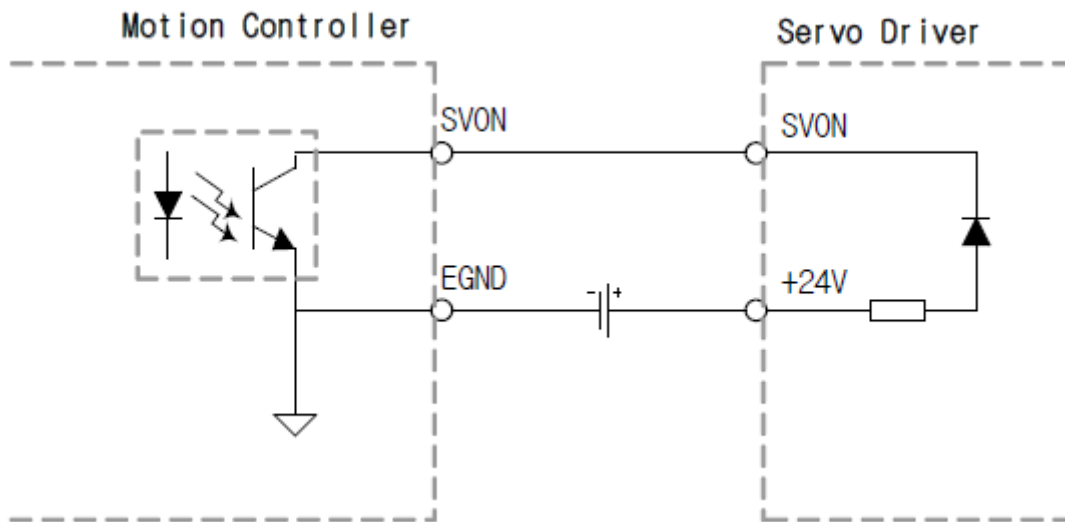 Motion Controller
Servo Driver
SVON
SVON
EGND
- +
+24V